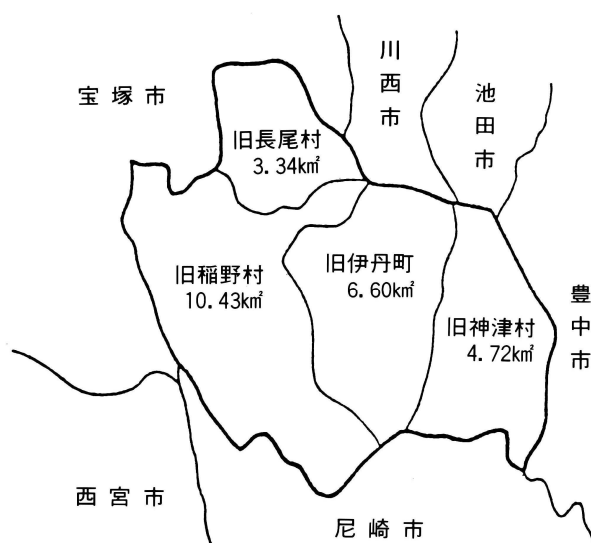 宝塚市
川西市
池田市
旧長尾村
3.34km²
旧稲野村
10.43km²
旧伊丹町
6.60km²
旧神津村
4.72km²
豊中市
西宮市
尼崎市